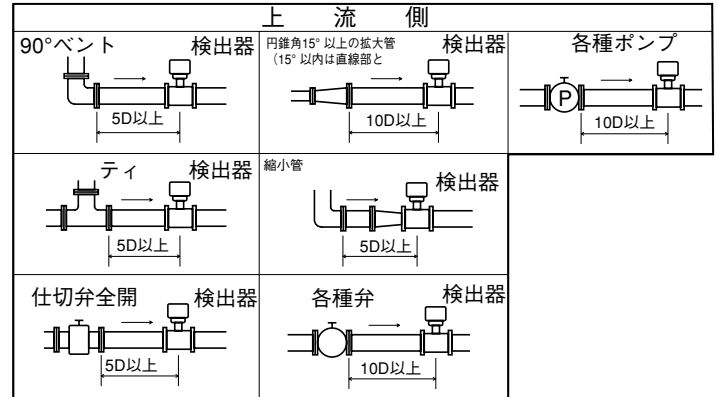 上 流 側
90°ベント
検出器
5D以上
円錐角15° 以上の拡大管
（15° 以内は直線部と
検出器
10D以上
各種ポンプ
P
10D以上
ティ
検出器
5D以上
縮小管
検出器
5D以上
仕切弁全開
検出器
5D以上
各種弁
検出器
10D以上